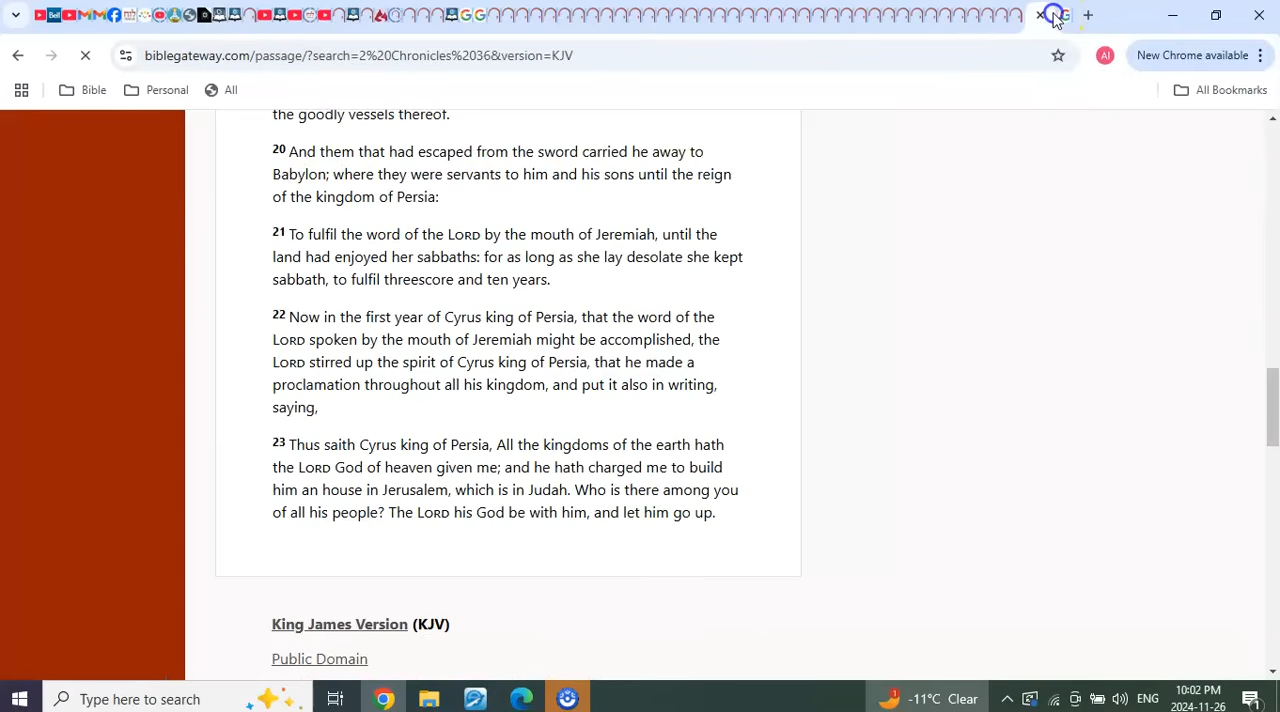 biblegateway.com/passage/?search=2%20Chronicles%2036&version=KJV
AI
New Chrome available
Bible
Personal
All
All Bookmarks
the goodly vessels thereof.
20 And them that had escaped from the sword carried he away to
Babylon; where they were servants to him and his sons until the reign
of the kingdom of Persia:
21 To fulfil the word of the LORD by the mouth of Jeremiah, until the
land had enjoyed her sabbaths: for as long as she lay desolate she kept
sabbath, to fulfil threescore and ten years.
22 Now in the first year of Cyrus king of Persia, that the word of the
LORD spoken by the mouth of Jeremiah might be accomplished, the
LORD stirred up the spirit of Cyrus king of Persia, that he made a
proclamation throughout all his kingdom, and put it also in writing,
saying,
23 Thus saith Cyrus king of Persia, All the kingdoms of the earth hath
the LORD God of heaven given me; and he hath charged me to build
him an house in Jerusalem, which is in Judah. Who is there among you
of all his people? The LORD his God be with him, and let him go up.
King James Version (KJV)
Public Domain
Type here to search
-11°C Clear
ENG
10:02 PM
2024-11-26